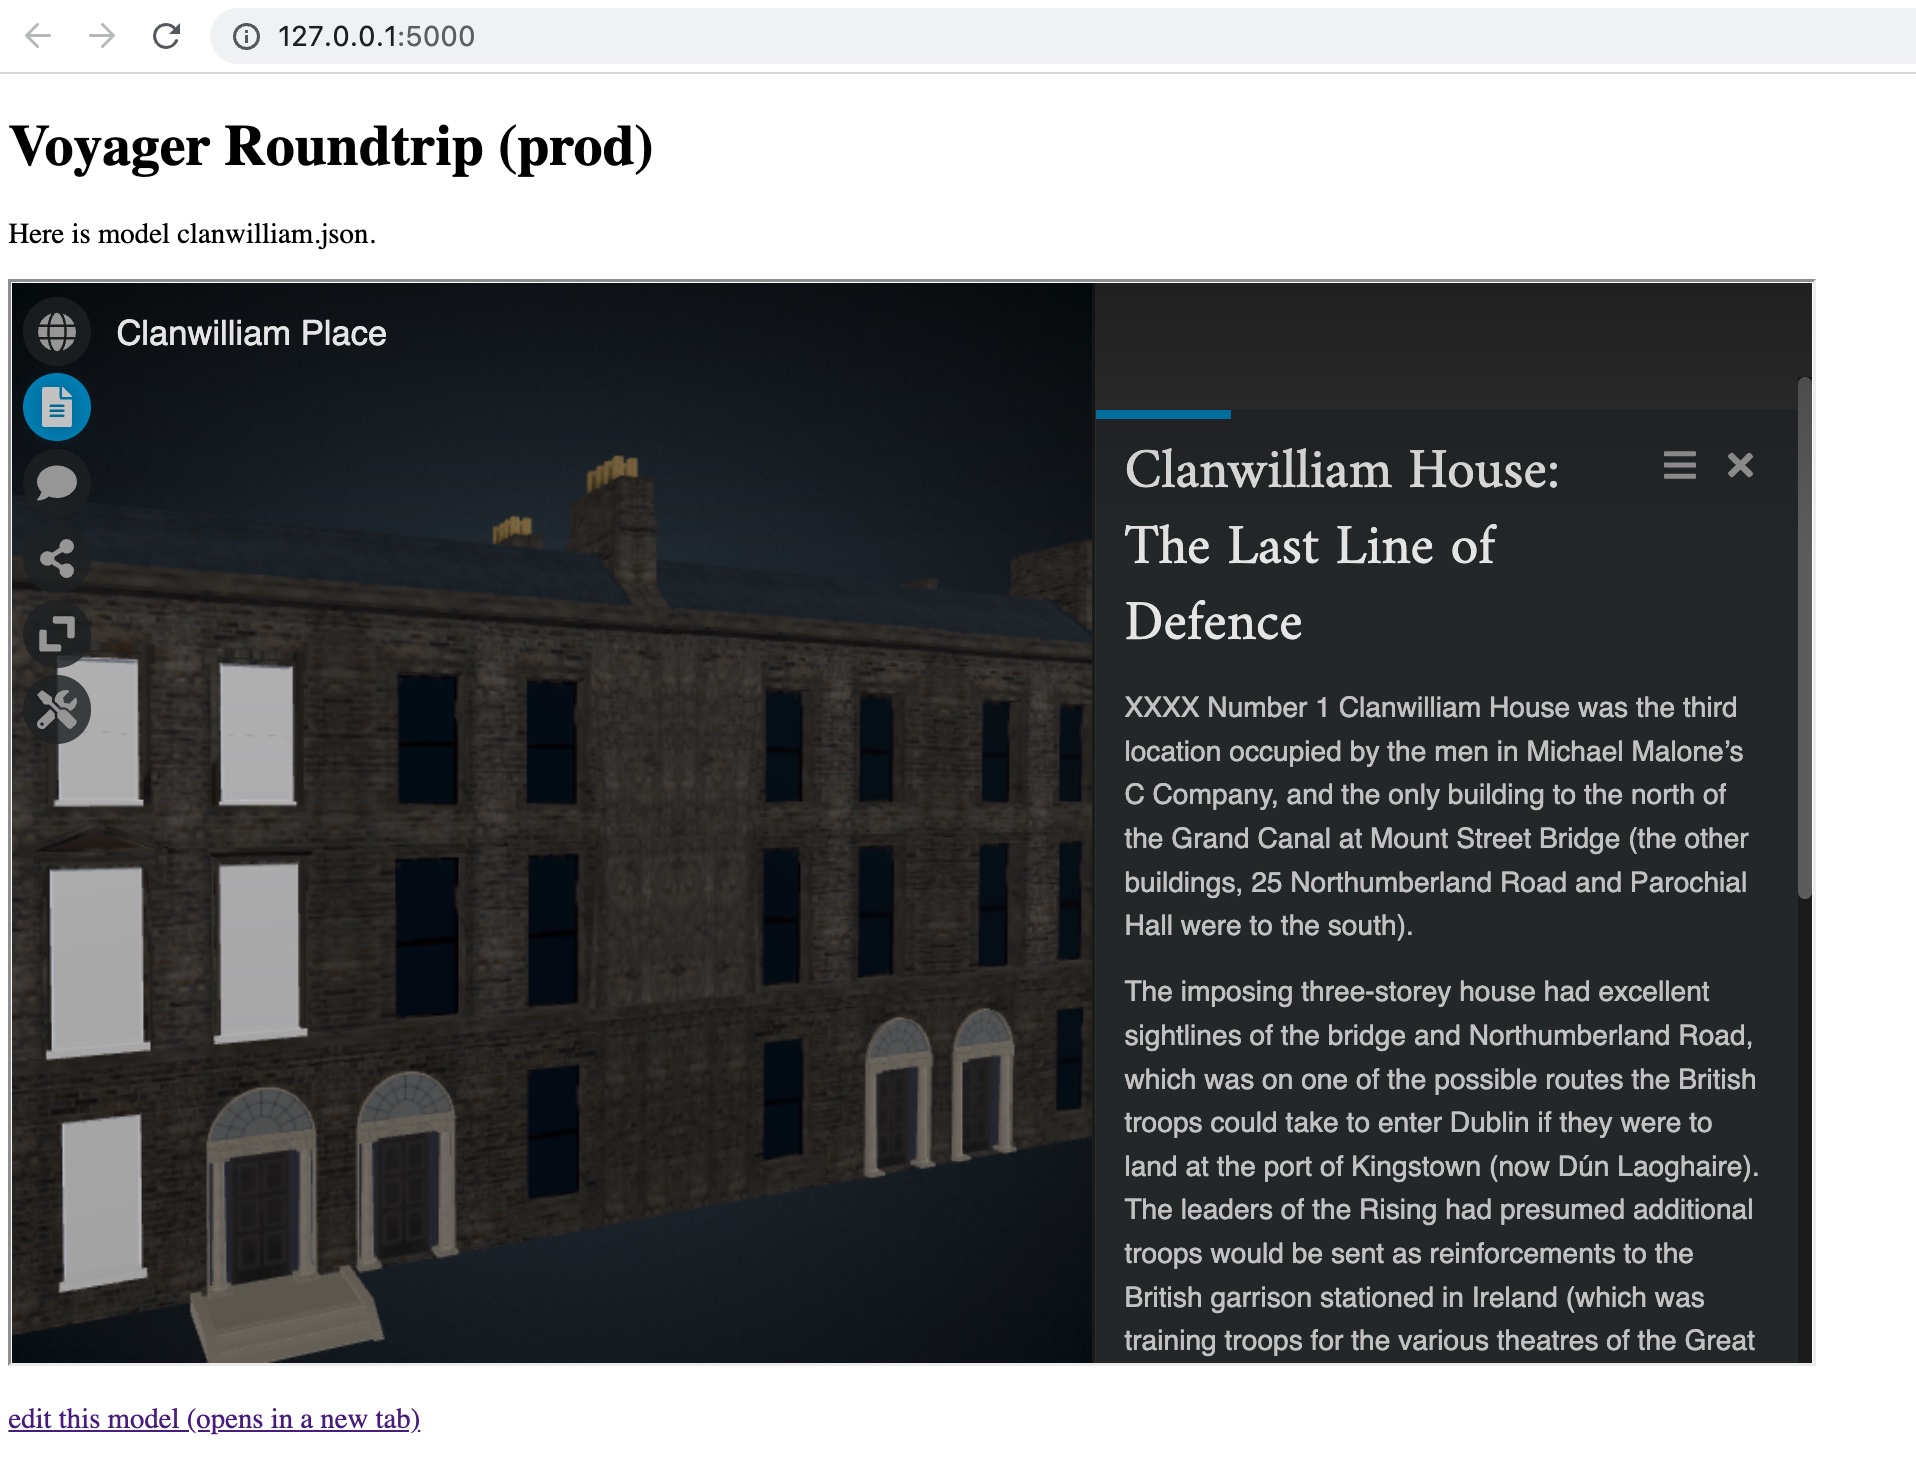 127.0.0.1:5000
Voyager Roundtrip (prod)
Here is model clanwilliam.json.
Clanwilliam Place
Clanwilliam House:
The Last Line of
Defence
XXXX Number 1 Clanwilliam House was the third
location occupied by the men in Michael Malone’s
C Company, and the only building to the north of
the Grand Canal at Mount Street Bridge (the other
buildings, 25 Northumberland Road and Parochial
Hall were to the south).
The imposing three-storey house had excellent
sightlines of the bridge and Northumberland Road,
which was on one of the possible routes the British
troops could take to enter Dublin if they were to
land at the port of Kingstown (now Dún Laoghaire).
The leaders of the Rising had presumed additional
troops would be sent as reinforcements to the
British garrison stationed in Ireland (which was
training troops for the various theatres of the Great
edit this model (opens in a new tab)